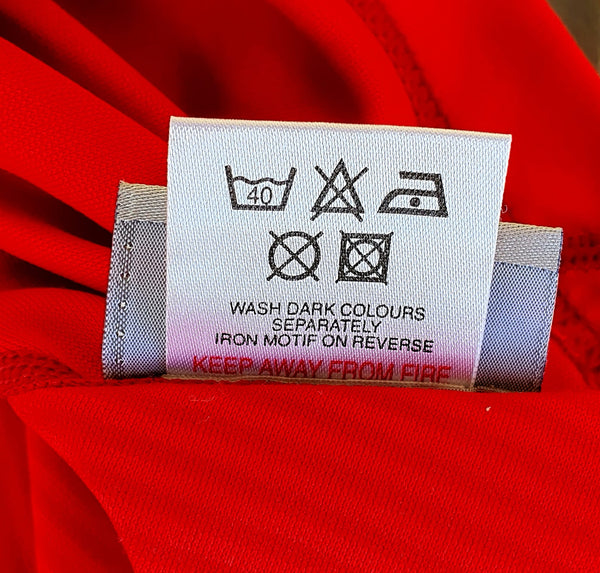 40
WASH DARK COLOURS
SEPARATELY
IRON MOTIF ON REVERSE
KEEP AWAY FROM FIRE